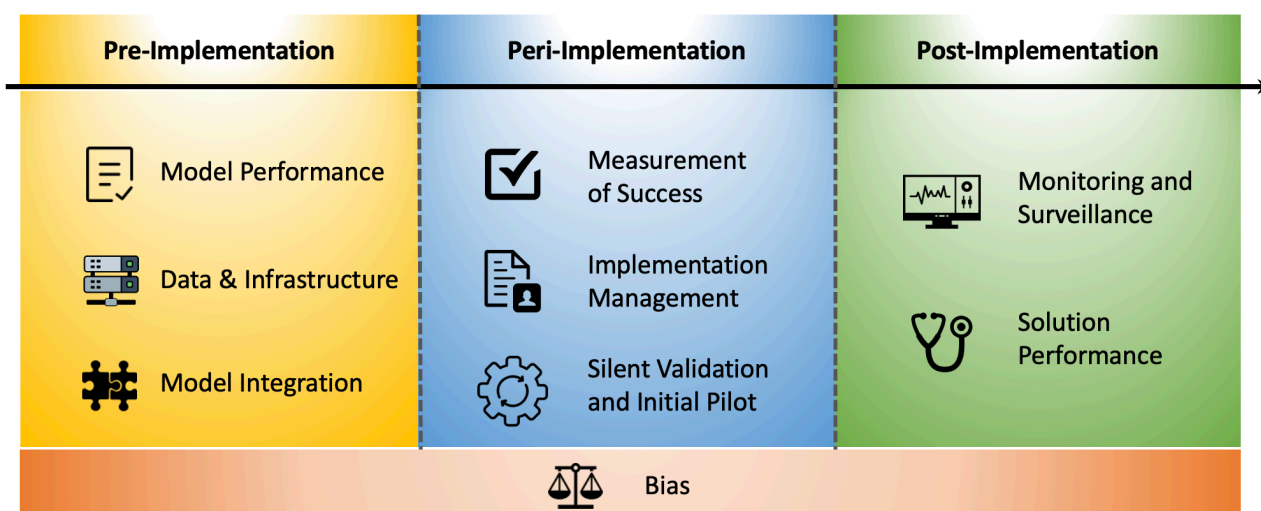 Pre-Implementation
Peri-Implementation
Post-Implementation
Model Performance
Data & Infrastructure
Model Integration
Measurement
of Success
Implementation
Management
Silent Validation
and Initial Pilot
Monitoring and
Surveillance
Solution
Performance
Bias